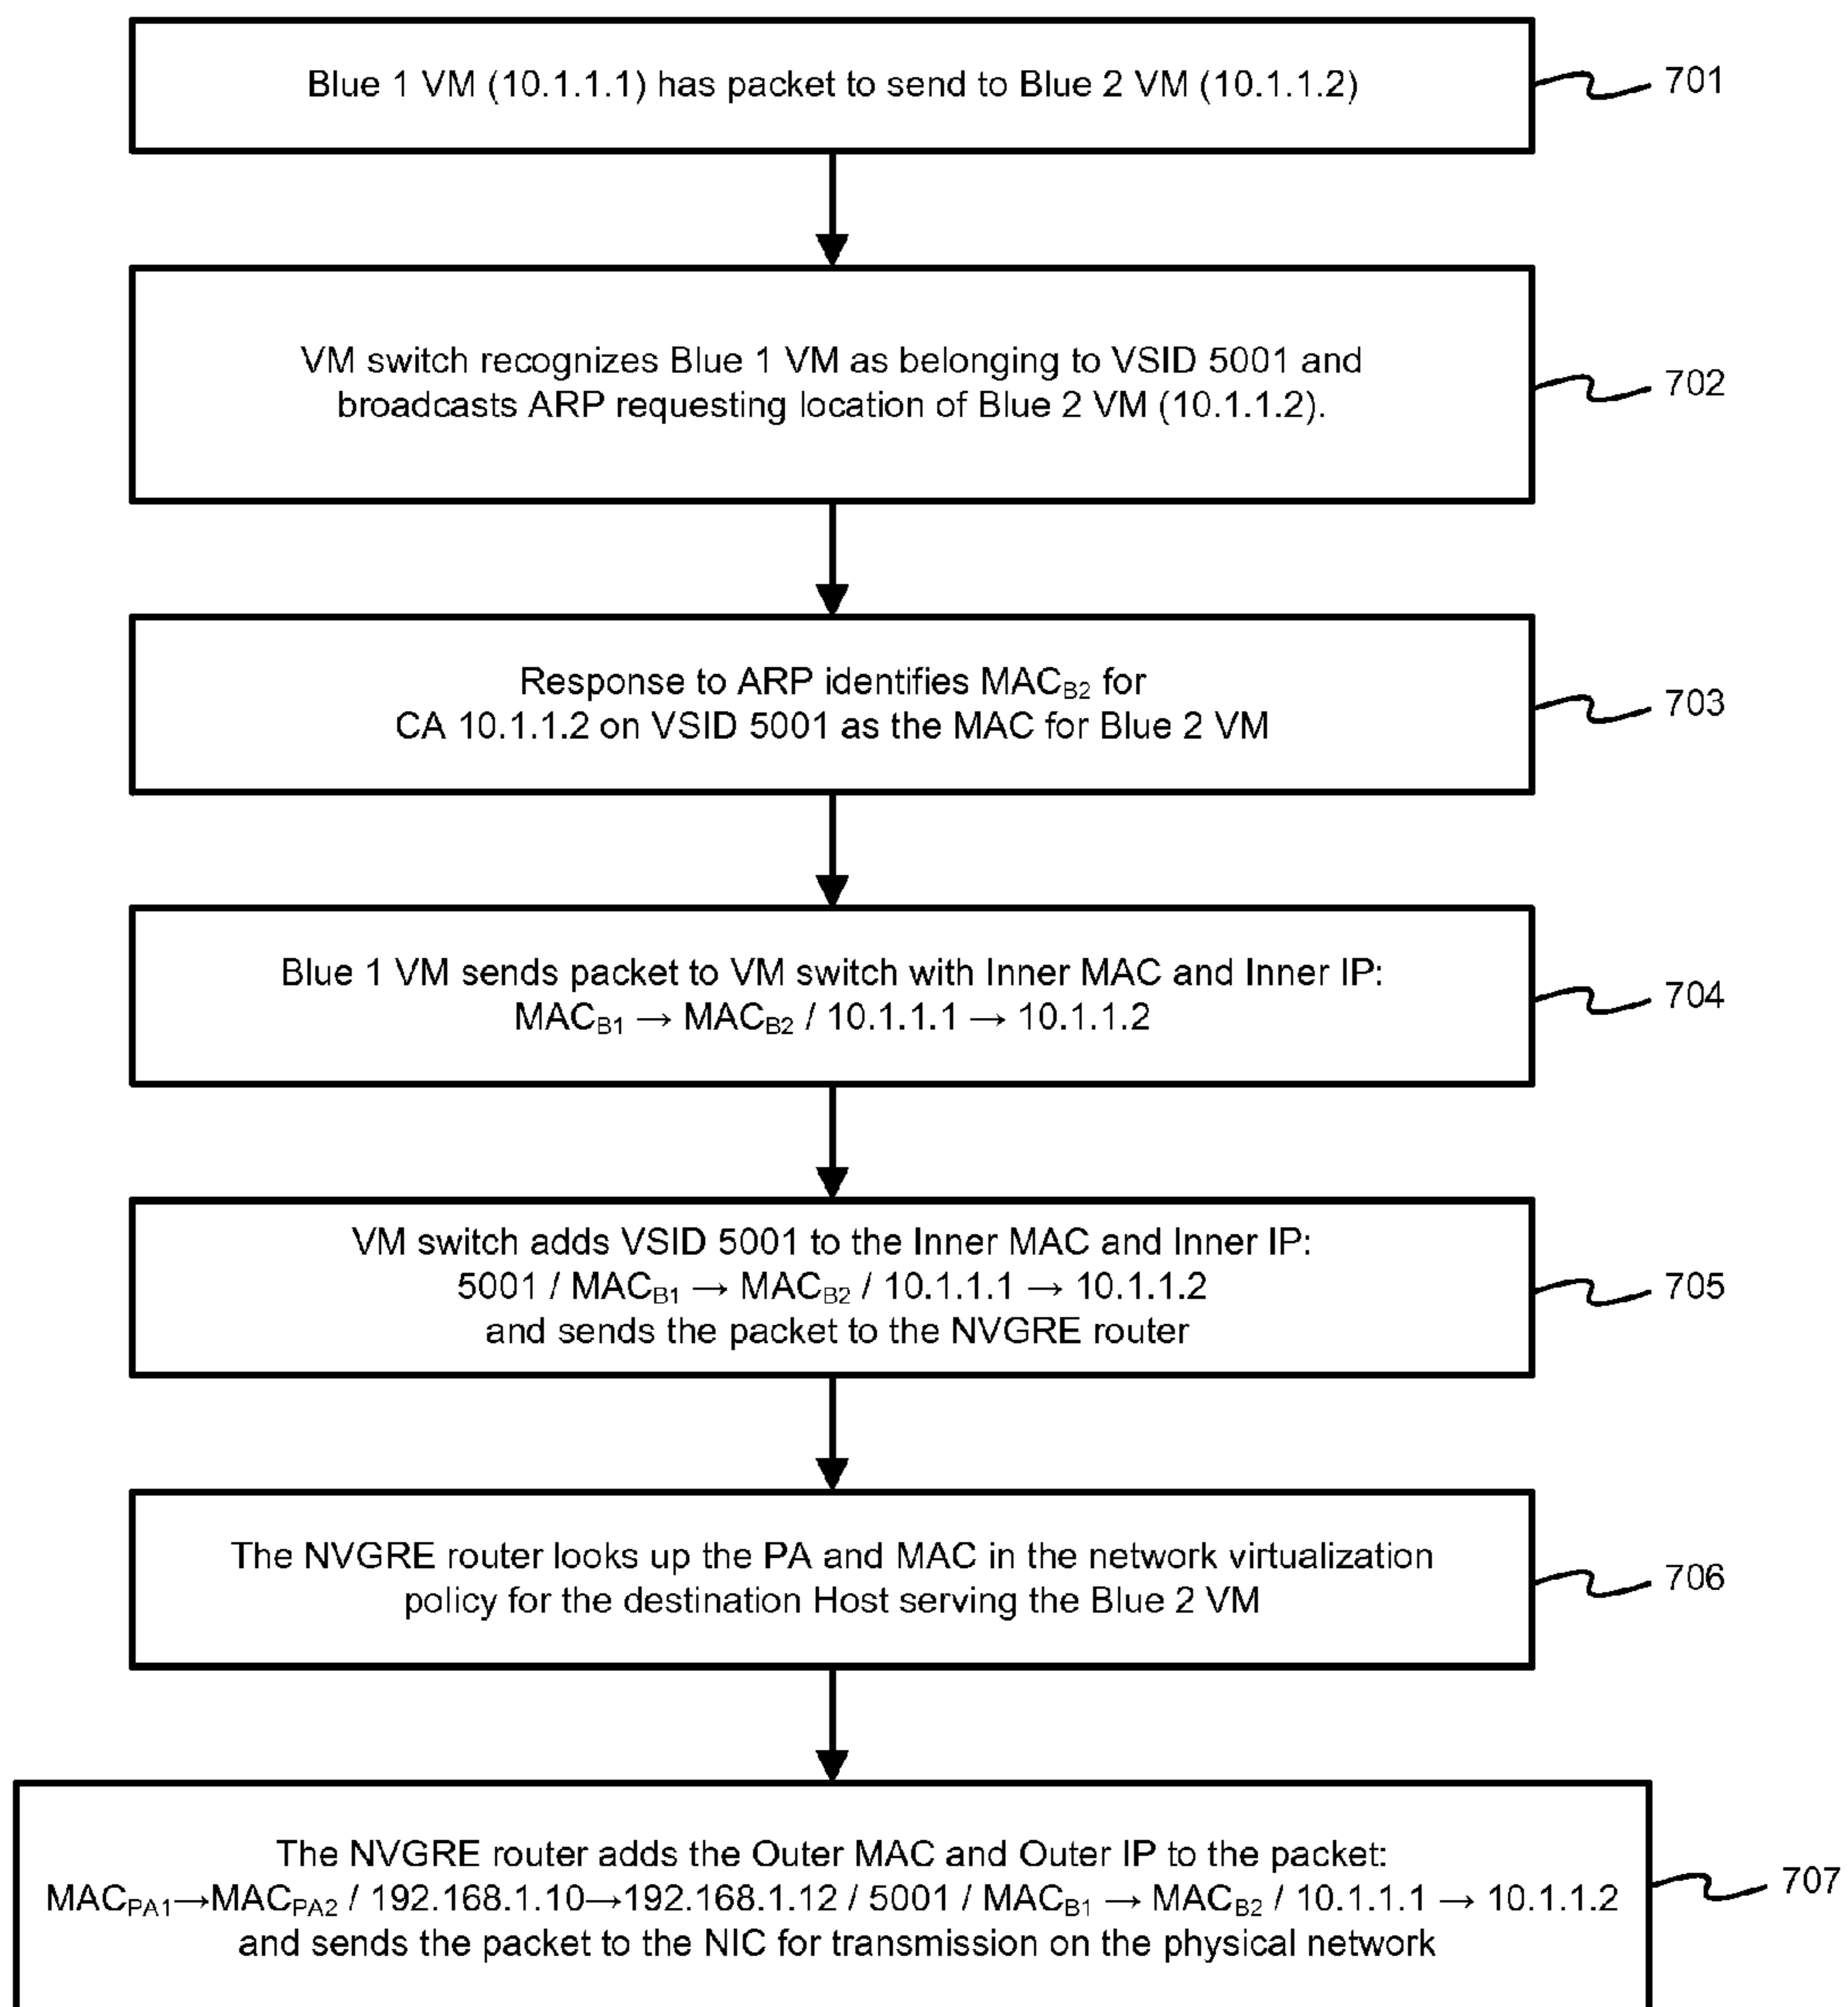 Blue 1 VM (10.1.1.1) has packet to send to Blue 2 VM (10.1.1.2)
701
VM switch recognizes Blue 1 VM as belonging to VSID 5001 and
broadcasts ARP requesting location of Blue 2 VM (10.1.1.2).
702
Response to ARP identifies MACB2 for
CA 10.1.1.2 on VSID 5001 as the MAC for Blue 2 VM
703
Blue 1 VM sends packet to VM switch with Inner MAC and Inner IP:
MACB1 → MACB2 / 10.1.1.1 → 10.1.1.2
704
VM switch adds VSID 5001 to the Inner MAC and Inner IP:
5001 / MACB1 → MACB2 / 10.1.1.1 → 10.1.1.2
and sends the packet to the NVGRE router
705
The NVGRE router looks up the PA and MAC in the network virtualization
policy for the destination Host serving the Blue 2 VM
706
The NVGRE router adds the Outer MAC and Outer IP to the packet:
MACPA1→MACPA2 / 192.168.1.10→192.168.1.12 / 5001 / MACB1 → MACB2 / 10.1.1.1 → 10.1.1.2
and sends the packet to the NIC for transmission on the physical network
707